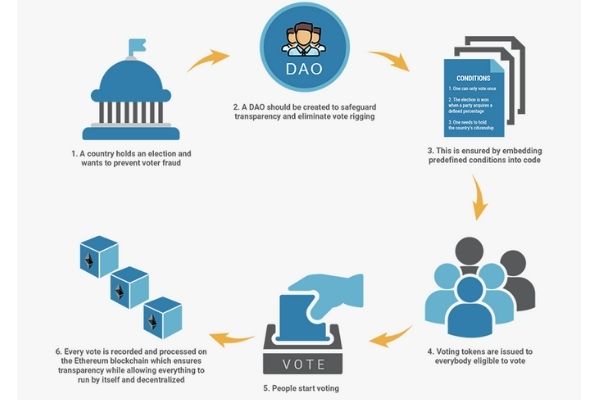 1. A country holds an election and
wants to prevent voter fraud
DAO
2. A DAO should be created to safeguard
transparency and eliminate vote rigging
CONDITIONS
1. One can only vote once
2. The election is won
when a party acquires a
defined percentage
3. One needs to hold
the country's citizenship
3. This is ensured by embedding
predefined conditions into code
4. Voting tokens are issued to
everybody eligible to vote
VOTE
5. People start voting
6. Every vote is recorded and processed on
the Ethereum blockchain which ensures
transparency while allowing everything to
run by itself and decentralized